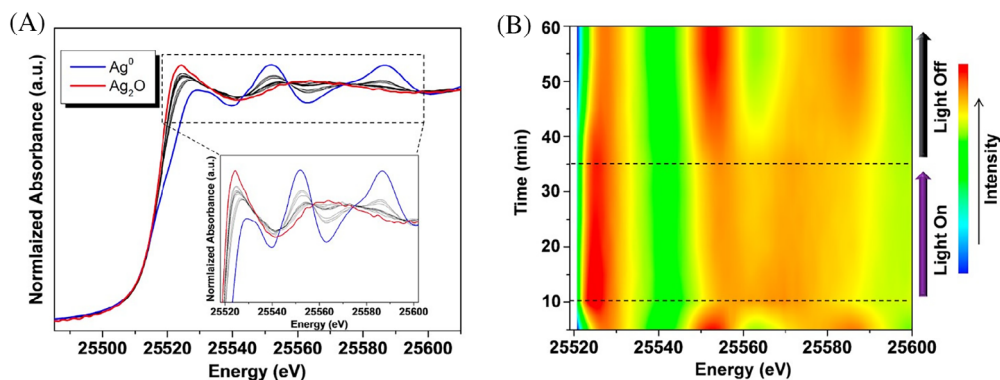 (A)
Normlaized Absorbance (a.u.)
Ag⁰
Ag₂O
Normlaized Absorbance (a.u.)
25520 25540 25560 25580 25600
Energy (eV)
25500 25520 25540 25560 25580 25600
Energy (eV)
(B)
Time (min)
60
50
40
30
20
10
25520 25540 25560 25580 25600
Energy (eV)
Light Off
Light On
Intensity